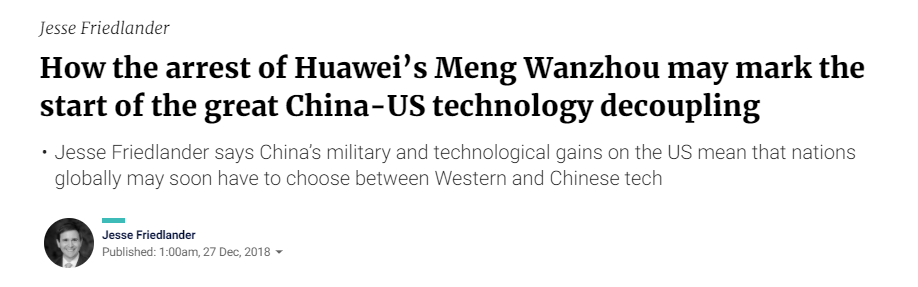 Jesse Friedlander
How the arrest of Huawei’s Meng Wanzhou may mark the
start of the great China-US technology decoupling
• Jesse Friedlander says China’s military and technological gains on the US mean that nations
globally may soon have to choose between Western and Chinese tech
Jesse Friedlander
Published: 1:00am, 27 Dec, 2018